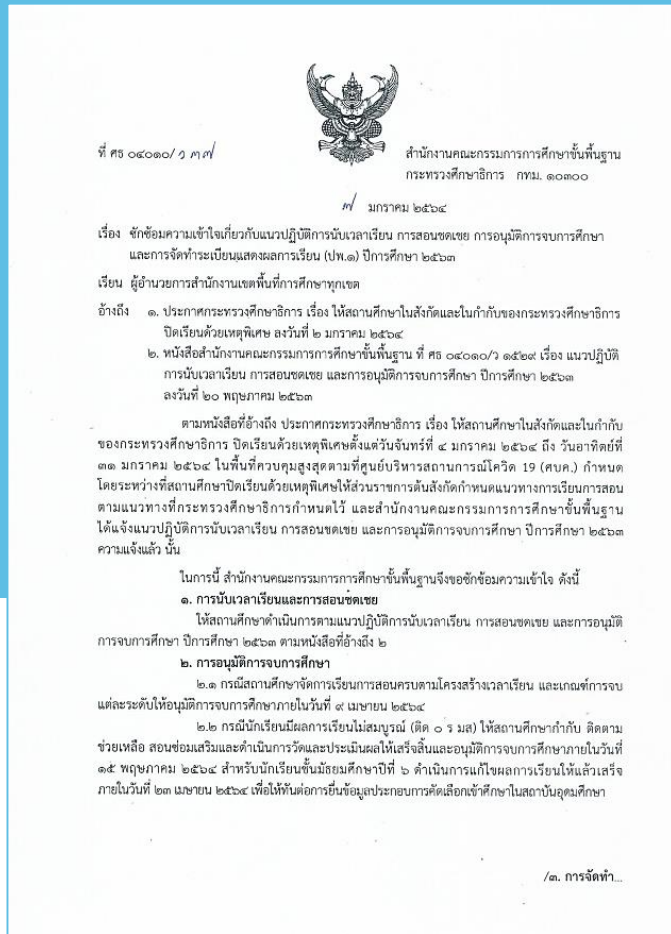 ที่ ศธ ๐๔๐๑๐/ว ๓๗
สำนักงานคณะกรรมการการศึกษาขั้นพื้นฐาน
กระทรวงศึกษาธิการ กทม. ๑๐๓๐๐
๗ มกราคม ๒๕๖๔
เรื่อง ซักซ้อมความเข้าใจเกี่ยวกับแนวปฏิบัติการนับเวลาเรียน การสอนชดเชย การอนุมัติการจบการศึกษา
และการจัดทำระเบียนแสดงผลการเรียน (ปพ.๑) ปีการศึกษา ๒๕๖๓
เรียน ผู้อำนวยการสำนักงานเขตพื้นที่การศึกษาทุกเขต
อ้างถึง ๑. ประกาศกระทรวงศึกษาธิการ เรื่อง ให้สถานศึกษาในสังกัดและในกำกับของกระทรวงศึกษาธิการ
ปิดเรียนด้วยเหตุพิเศษ ลงวันที่ ๒ มกราคม ๒๕๖๔
๒. หนังสือสำนักงานคณะกรรมการการศึกษาขั้นพื้นฐาน ที่ ศธ ๐๔๐๑๐/ว ๑๕๒๙ เรื่อง แนวปฏิบัติ
การนับเวลาเรียน การสอนชดเชย และการอนุมัติการจบการศึกษา ปีการศึกษา ๒๕๖๓
ลงวันที่ ๒๐ พฤษภาคม ๒๕๖๓
ตามหนังสือที่อ้างถึง ประกาศกระทรวงศึกษาธิการ เรื่อง ให้สถานศึกษาในสังกัดและในกำกับ
ของกระทรวงศึกษาธิการ ปิดเรียนด้วยเหตุพิเศษตั้งแต่วันจันทร์ที่ ๔ มกราคม ๒๕๖๔ ถึง วันอาทิตย์ที่
๓๑ มกราคม ๒๕๖๔ ในพื้นที่ควบคุมสูงสุดตามที่ศูนย์บริหารสถานการณ์โควิด 19 (ศบค.) กำหนด
โดยระหว่างที่สถานศึกษาปิดเรียนด้วยเหตุพิเศษให้ส่วนราชการต้นสังกัดกำหนดแนวทางการเรียนการสอน
ตามแนวทางที่กระทรวงศึกษาธิการกำหนดไว้ และสำนักงานคณะกรรมการการศึกษาขั้นพื้นฐาน
ได้แจ้งแนวปฏิบัติการนับเวลาเรียน การสอนชดเชย และการอนุมัติการจบการศึกษา ปีการศึกษา ๒๕๖๓
ความแจ้งแล้ว นั้น
ในการนี้ สำนักงานคณะกรรมการการศึกษาขั้นพื้นฐานจึงขอซักซ้อมความเข้าใจ ดังนี้
๑. การนับเวลาเรียนและการสอนชดเชย
ให้สถานศึกษาดำเนินการตามแนวปฏิบัติการนับเวลาเรียน การสอนชดเชย และการอนุมัติ
การจบการศึกษา ปีการศึกษา ๒๕๖๓ ตามหนังสือที่อ้างถึง ๒
๒. การอนุมัติการจบการศึกษา
๒.๑ กรณีสถานศึกษาจัดการเรียนการสอนครบตามโครงสร้างเวลาเรียน และเกณฑ์การจบ
แต่ละระดับให้อนุมัติการจบการศึกษาภายในวันที่ ๙ เมษายน ๒๕๖๔
๒.๒ กรณีนักเรียนมีผลการเรียนไม่สมบูรณ์ (ติด ๐ ร มส) ให้สถานศึกษากำกับ ติดตาม
ช่วยเหลือ สอนซ่อมเสริมและดำเนินการวัดและประเมินผลให้เสร็จสิ้นและอนุมัติการจบการศึกษาภายในวันที่
๑๕ พฤษภาคม ๒๕๖๔ สำหรับนักเรียนชั้นมัธยมศึกษาปีที่ ๖ ดำเนินการแก้ไขผลการเรียนให้แล้วเสร็จ
ภายในวันที่ ๒๓ เมษายน ๒๕๖๔ เพื่อให้ทันต่อการยื่นข้อมูลประกอบการคัดเลือกเข้าศึกษาในสถาบันอุดมศึกษา
/๓. การจัดทำ...